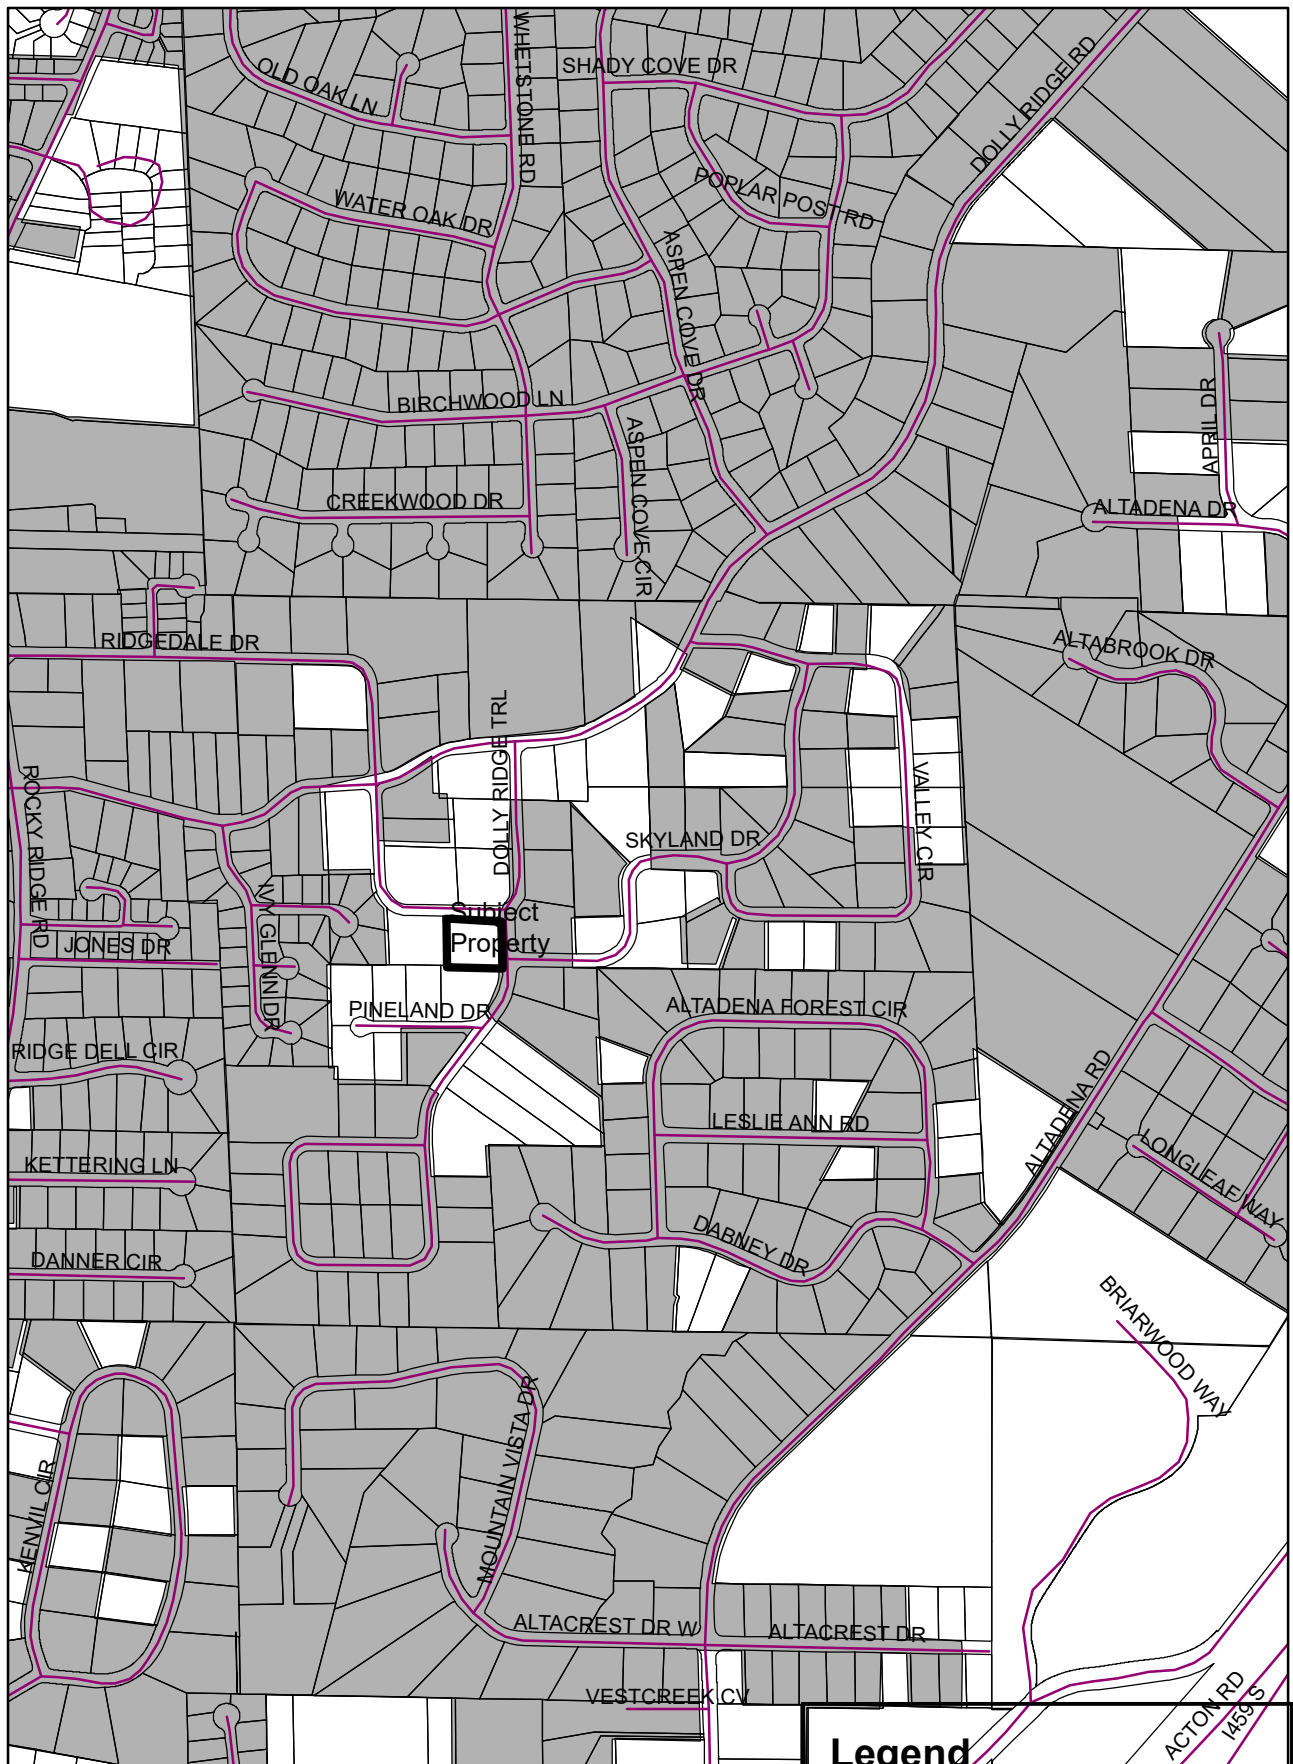 WHETSTONE RD
SHADY COVE DR
OLD OAK LN
DOLLY RIDGE RD
POPLAR POST RD
WATER OAK DR
ASPEN COVE DR
BIRCHWOOD LN
APRIL DR
ASPEN COVE CIR
CREEKWOOD DR
ALTADENA DR
RIDGEDALE DR
ALTABROOK DR
DOLLY RIDGE TRL
ROCKY RIDGE RD
VALLEY CIR
SKYLAND DR
IVY GLENN DR
Subject
Property
JONES DR
PINELAND DR
ALTADENA FOREST CIR
RIDGE DELL CIR
ALTADENA RD
LESLIE ANN RD
LONGLEAF WAY
KETTERING LN
DABNEY DR
DANNER CIR
BRIARWOOD WAY
MOUNTAIN VISTA DR
KENVIL CIR
ALTACREST DR W
ALTACREST DR
VESTCREEK CV
ACTON RD
I459 S
Legend